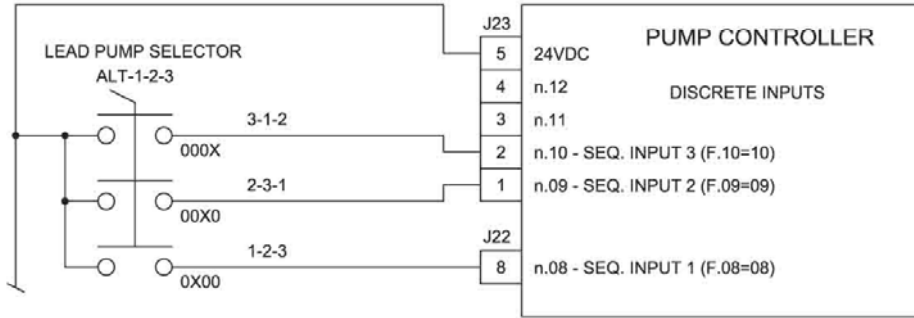 J23
PUMP CONTROLLER
LEAD PUMP SELECTOR
5 24VDC
ALT-1-2-3
4 n.12
DISCRETE INPUTS
3-1-2
3 n.11
000X
2 n.10 - SEQ. INPUT 3 (F.10=10)
2-3-1
1 n.09 - SEQ. INPUT 2 (F.09=09)
00X0
J22
1-2-3
8 n.08 - SEQ. INPUT 1 (F.08=08)
0X00